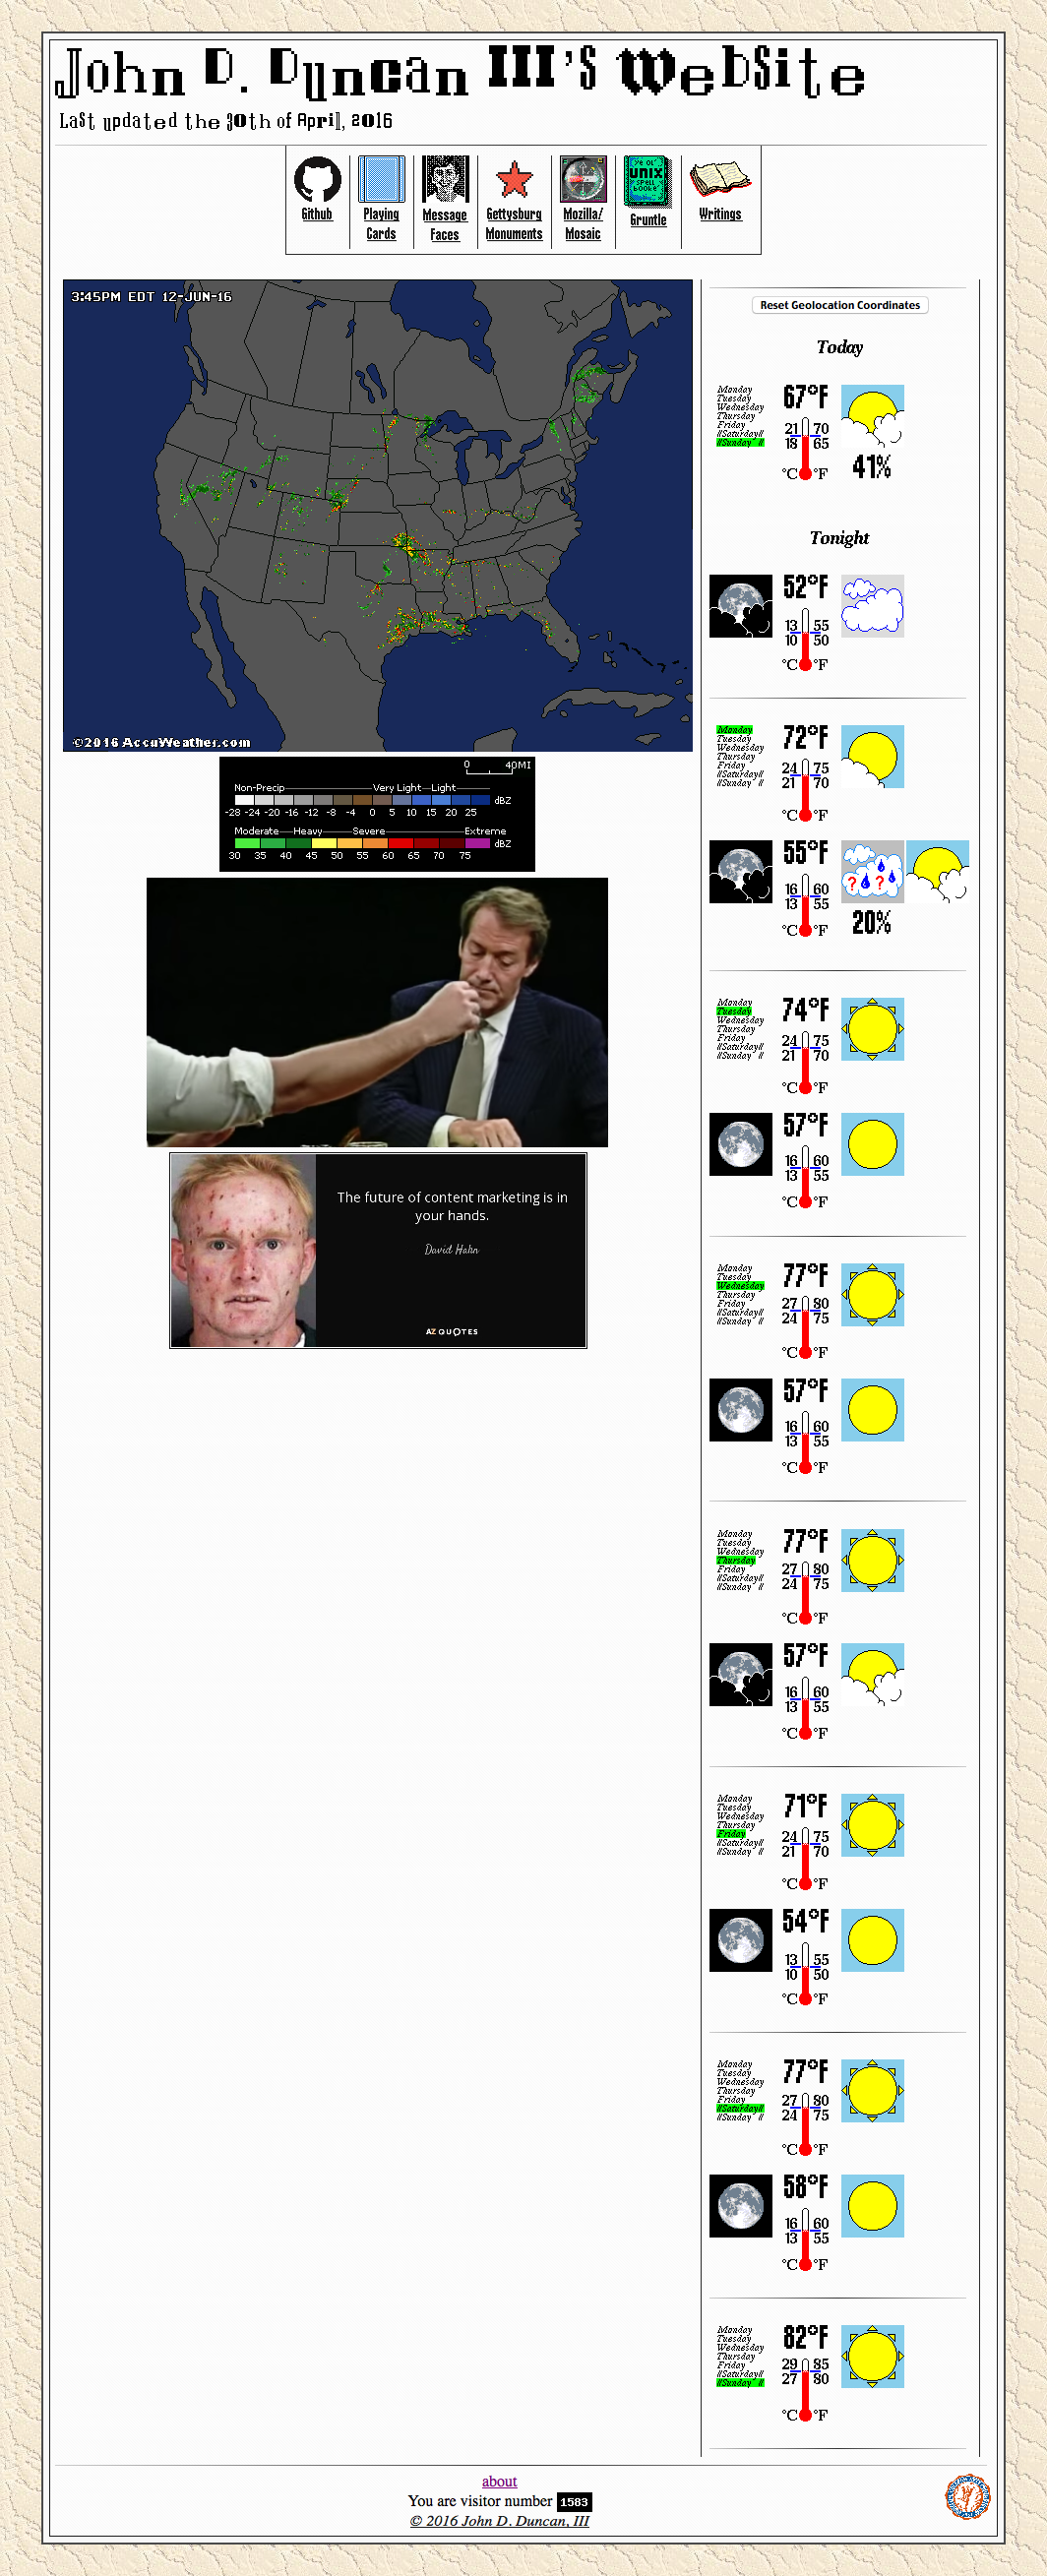 John D. Duncan III's Website
Last updated the 30th of April, 2016
Github
Playing Cards
Message Faces
Gettysburg Monuments
Mozilla/ Mosaic
Ye Ol' UNIX Spell Booke
Gruntle
Writings
3:45PM EDT 12-JUN-16
©2016 AccuWeather.com
0 40MI
Non-Precip Very Light Light
dBZ
-28 -24 -20 -16 -12 -8 -4 0 5 10 15 20 25
Moderate Heavy Severe Extreme
dBZ
30 35 40 45 50 55 60 65 70 75
The future of content marketing is in
your hands.
David Hahn
AZ QUOTES
Reset Geolocation Coordinates
Today
Monday
Tuesday
Wednesday
Thursday
Friday
//Saturday//
//Sunday //
67°F
21 70
18 65
°C °F
41%
Tonight
52°F
13 55
10 50
°C °F
Monday
Tuesday
Wednesday
Thursday
Friday
//Saturday//
//Sunday //
72°F
24 75
21 70
°C °F
55°F
16 60
13 55
°C °F
? ?
20%
Monday
Tuesday
Wednesday
Thursday
Friday
//Saturday//
//Sunday //
74°F
24 75
21 70
°C °F
57°F
16 60
13 55
°C °F
Monday
Tuesday
Wednesday
Thursday
Friday
//Saturday//
//Sunday //
77°F
27 80
24 75
°C °F
57°F
16 60
13 55
°C °F
Monday
Tuesday
Wednesday
Thursday
Friday
//Saturday//
//Sunday //
77°F
27 80
24 75
°C °F
57°F
16 60
13 55
°C °F
Monday
Tuesday
Wednesday
Thursday
Friday
//Saturday//
//Sunday //
71°F
24 75
21 70
°C °F
54°F
13 55
10 50
°C °F
Monday
Tuesday
Wednesday
Thursday
Friday
//Saturday//
//Sunday //
77°F
27 80
24 75
°C °F
58°F
16 60
13 55
°C °F
Monday
Tuesday
Wednesday
Thursday
Friday
//Saturday//
//Sunday //
82°F
29 85
27 80
°C °F
about
You are visitor number 1583
© 2016 John D. Duncan, III